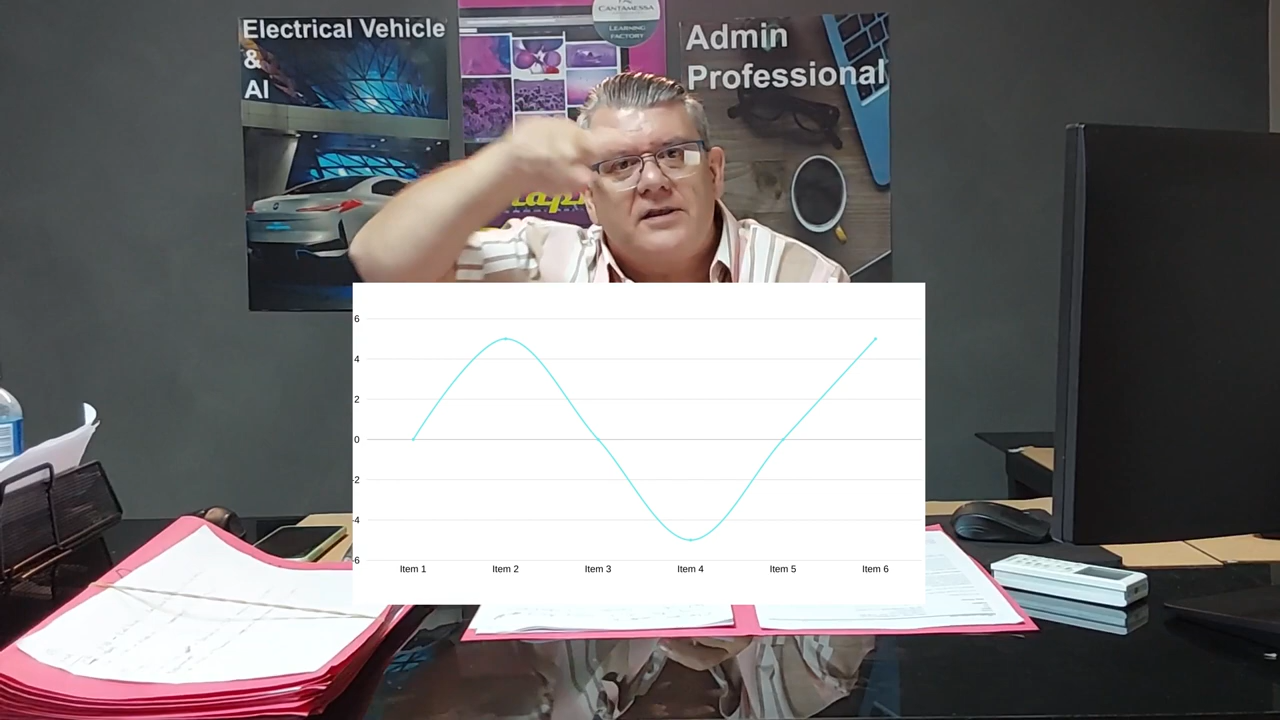 Electrical Vehicle
&
AI
CANTAMESSA
LEARNING
FACTORY
Admin
Professional
6
4
2
0
-2
-4
-6
Item 1
Item 2
Item 3
Item 4
Item 5
Item 6